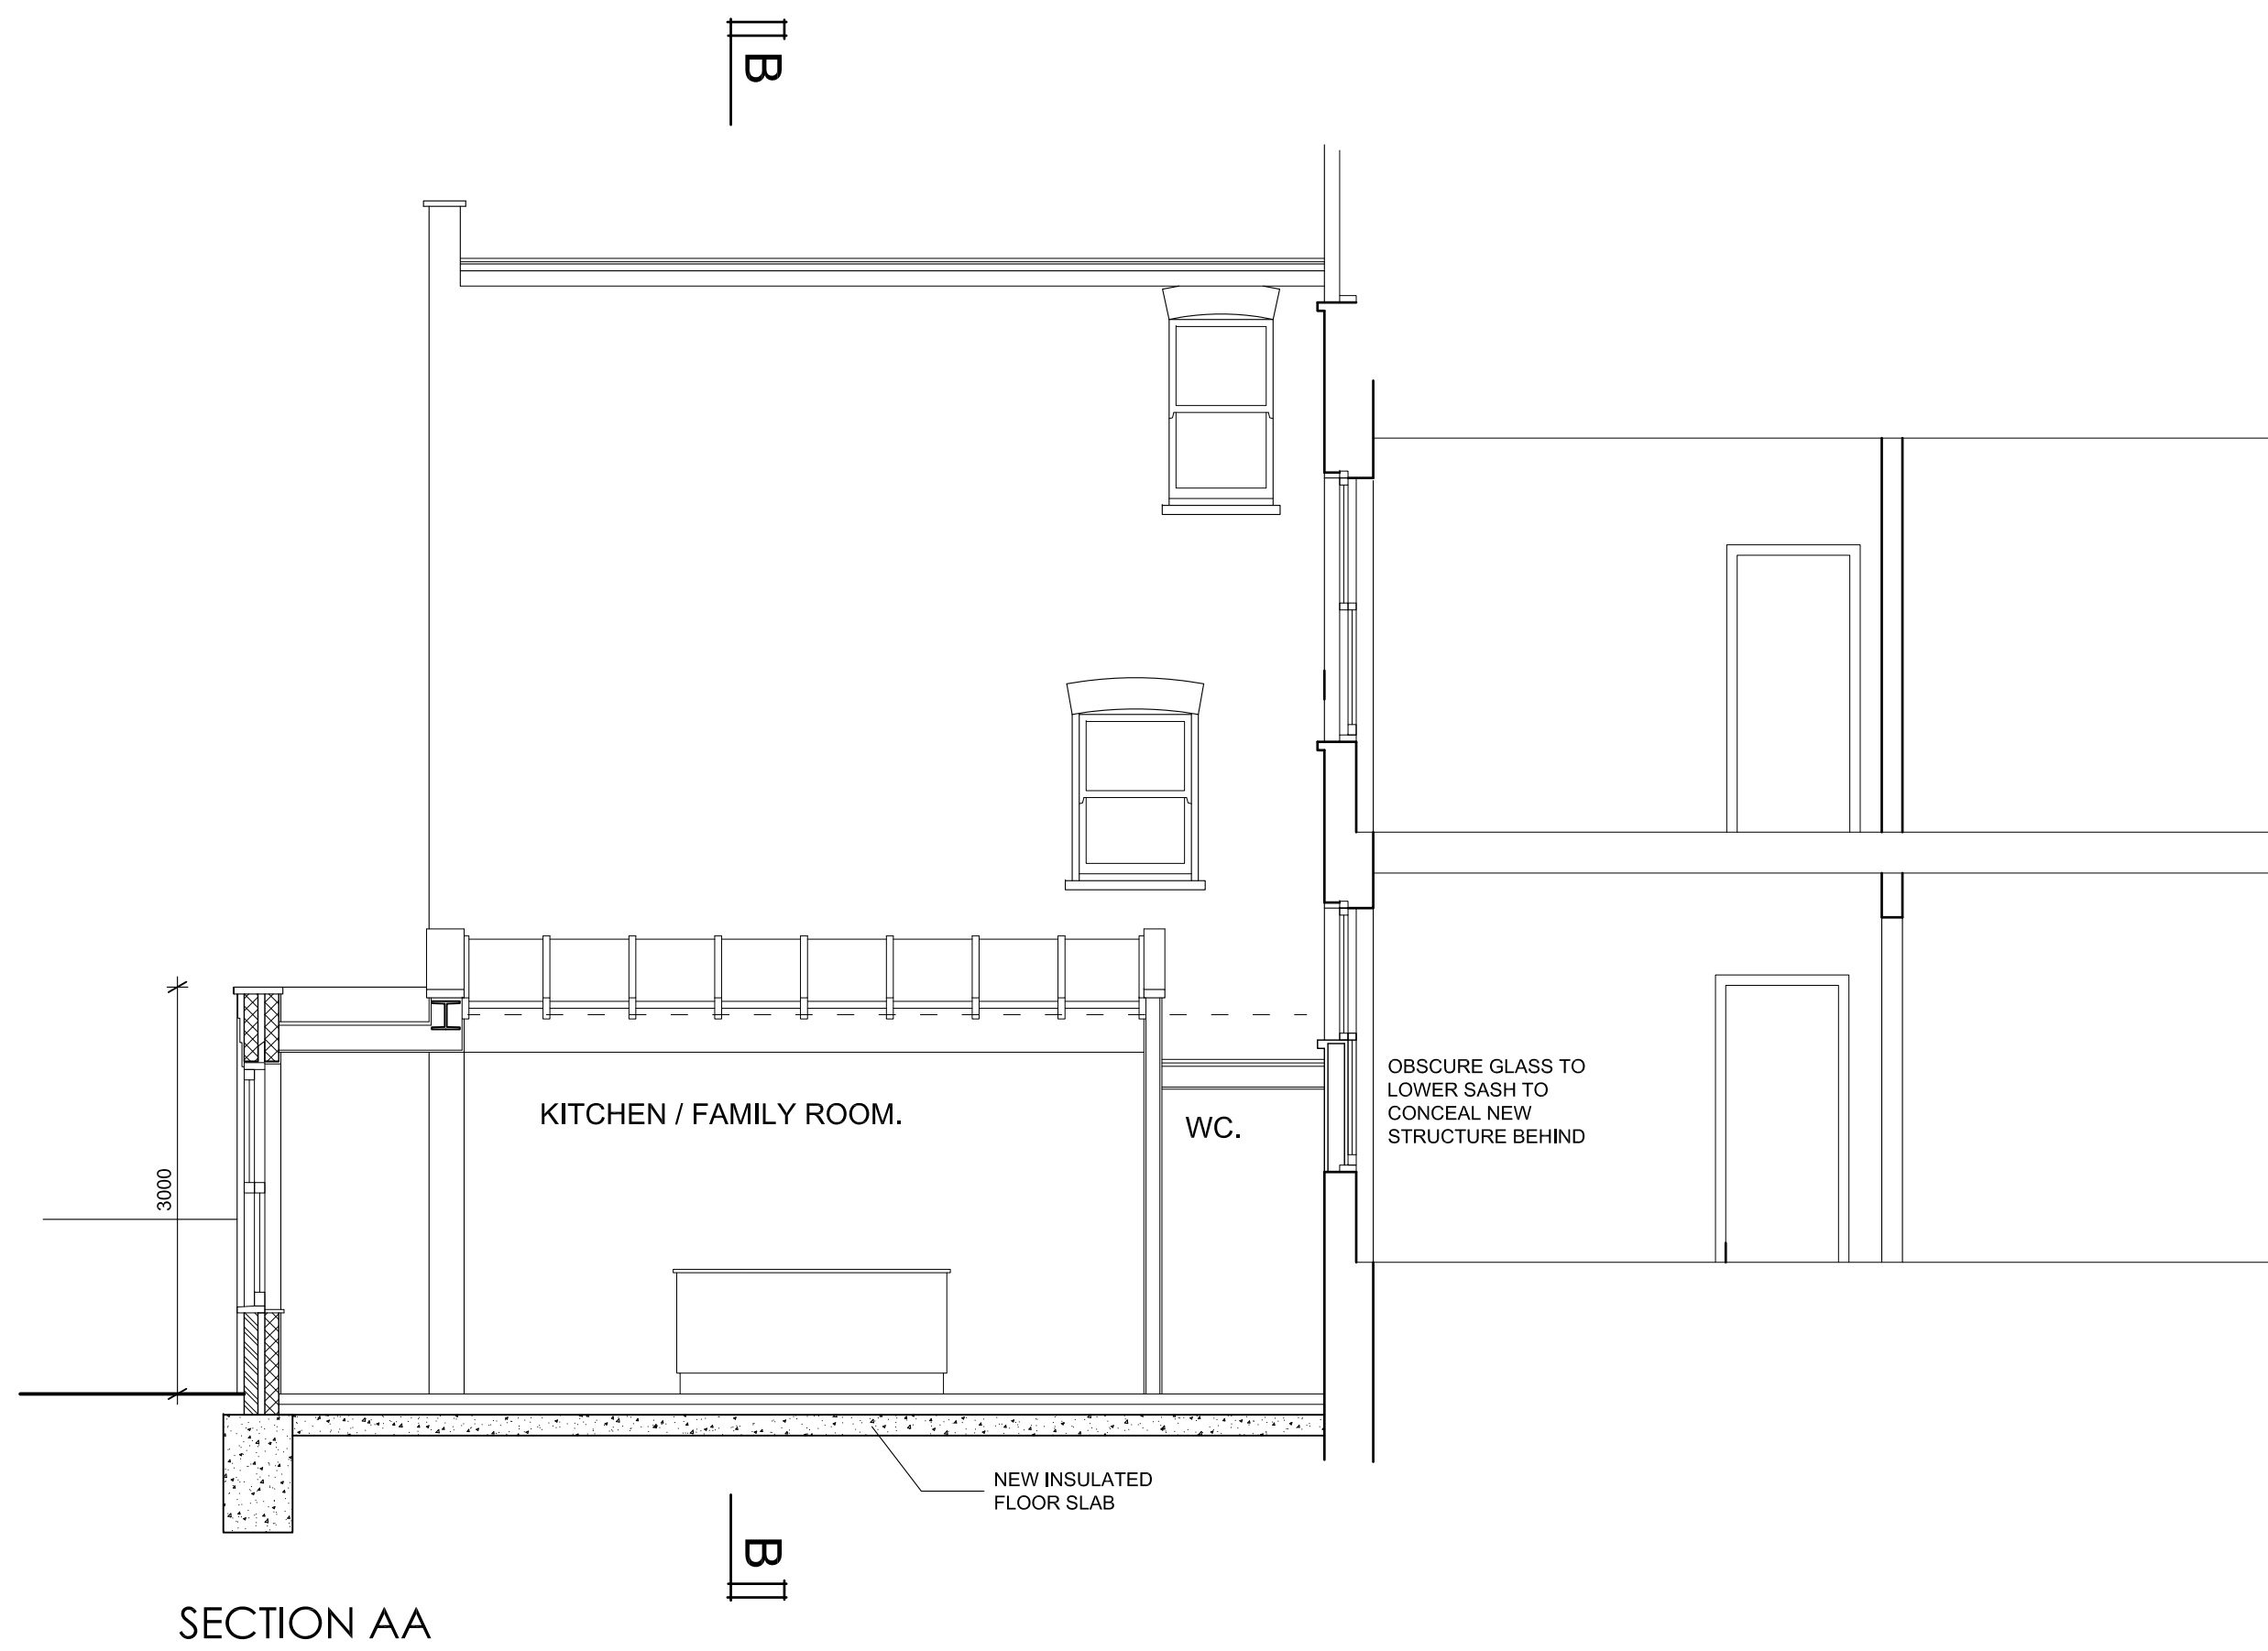 B
KITCHEN / FAMILY ROOM.
WC.
OBSCURE GLASS TO
LOWER SASH TO
CONCEAL NEW
STRUCTURE BEHIND
3000
NEW INSULATED
FLOOR SLAB
B
SECTION AA